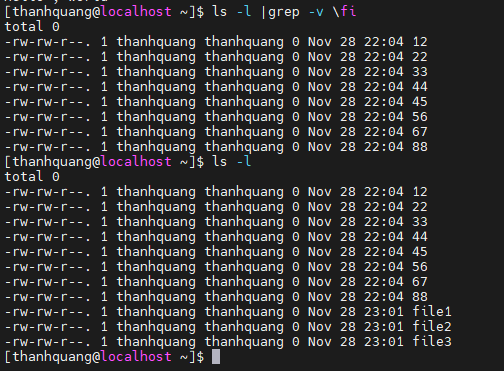 [thanhquang@localhost ~]$ ls -l |grep -v \fi
total 0
-rw-rw-r--. 1 thanhquang thanhquang 0 Nov 28 22:04 12
-rw-rw-r--. 1 thanhquang thanhquang 0 Nov 28 22:04 22
-rw-rw-r--. 1 thanhquang thanhquang 0 Nov 28 22:04 33
-rw-rw-r--. 1 thanhquang thanhquang 0 Nov 28 22:04 44
-rw-rw-r--. 1 thanhquang thanhquang 0 Nov 28 22:04 45
-rw-rw-r--. 1 thanhquang thanhquang 0 Nov 28 22:04 56
-rw-rw-r--. 1 thanhquang thanhquang 0 Nov 28 22:04 67
-rw-rw-r--. 1 thanhquang thanhquang 0 Nov 28 22:04 88
[thanhquang@localhost ~]$ ls -l
total 0
-rw-rw-r--. 1 thanhquang thanhquang 0 Nov 28 22:04 12
-rw-rw-r--. 1 thanhquang thanhquang 0 Nov 28 22:04 22
-rw-rw-r--. 1 thanhquang thanhquang 0 Nov 28 22:04 33
-rw-rw-r--. 1 thanhquang thanhquang 0 Nov 28 22:04 44
-rw-rw-r--. 1 thanhquang thanhquang 0 Nov 28 22:04 45
-rw-rw-r--. 1 thanhquang thanhquang 0 Nov 28 22:04 56
-rw-rw-r--. 1 thanhquang thanhquang 0 Nov 28 22:04 67
-rw-rw-r--. 1 thanhquang thanhquang 0 Nov 28 22:04 88
-rw-rw-r--. 1 thanhquang thanhquang 0 Nov 28 23:01 file1
-rw-rw-r--. 1 thanhquang thanhquang 0 Nov 28 23:01 file2
-rw-rw-r--. 1 thanhquang thanhquang 0 Nov 28 23:01 file3
[thanhquang@localhost ~]$